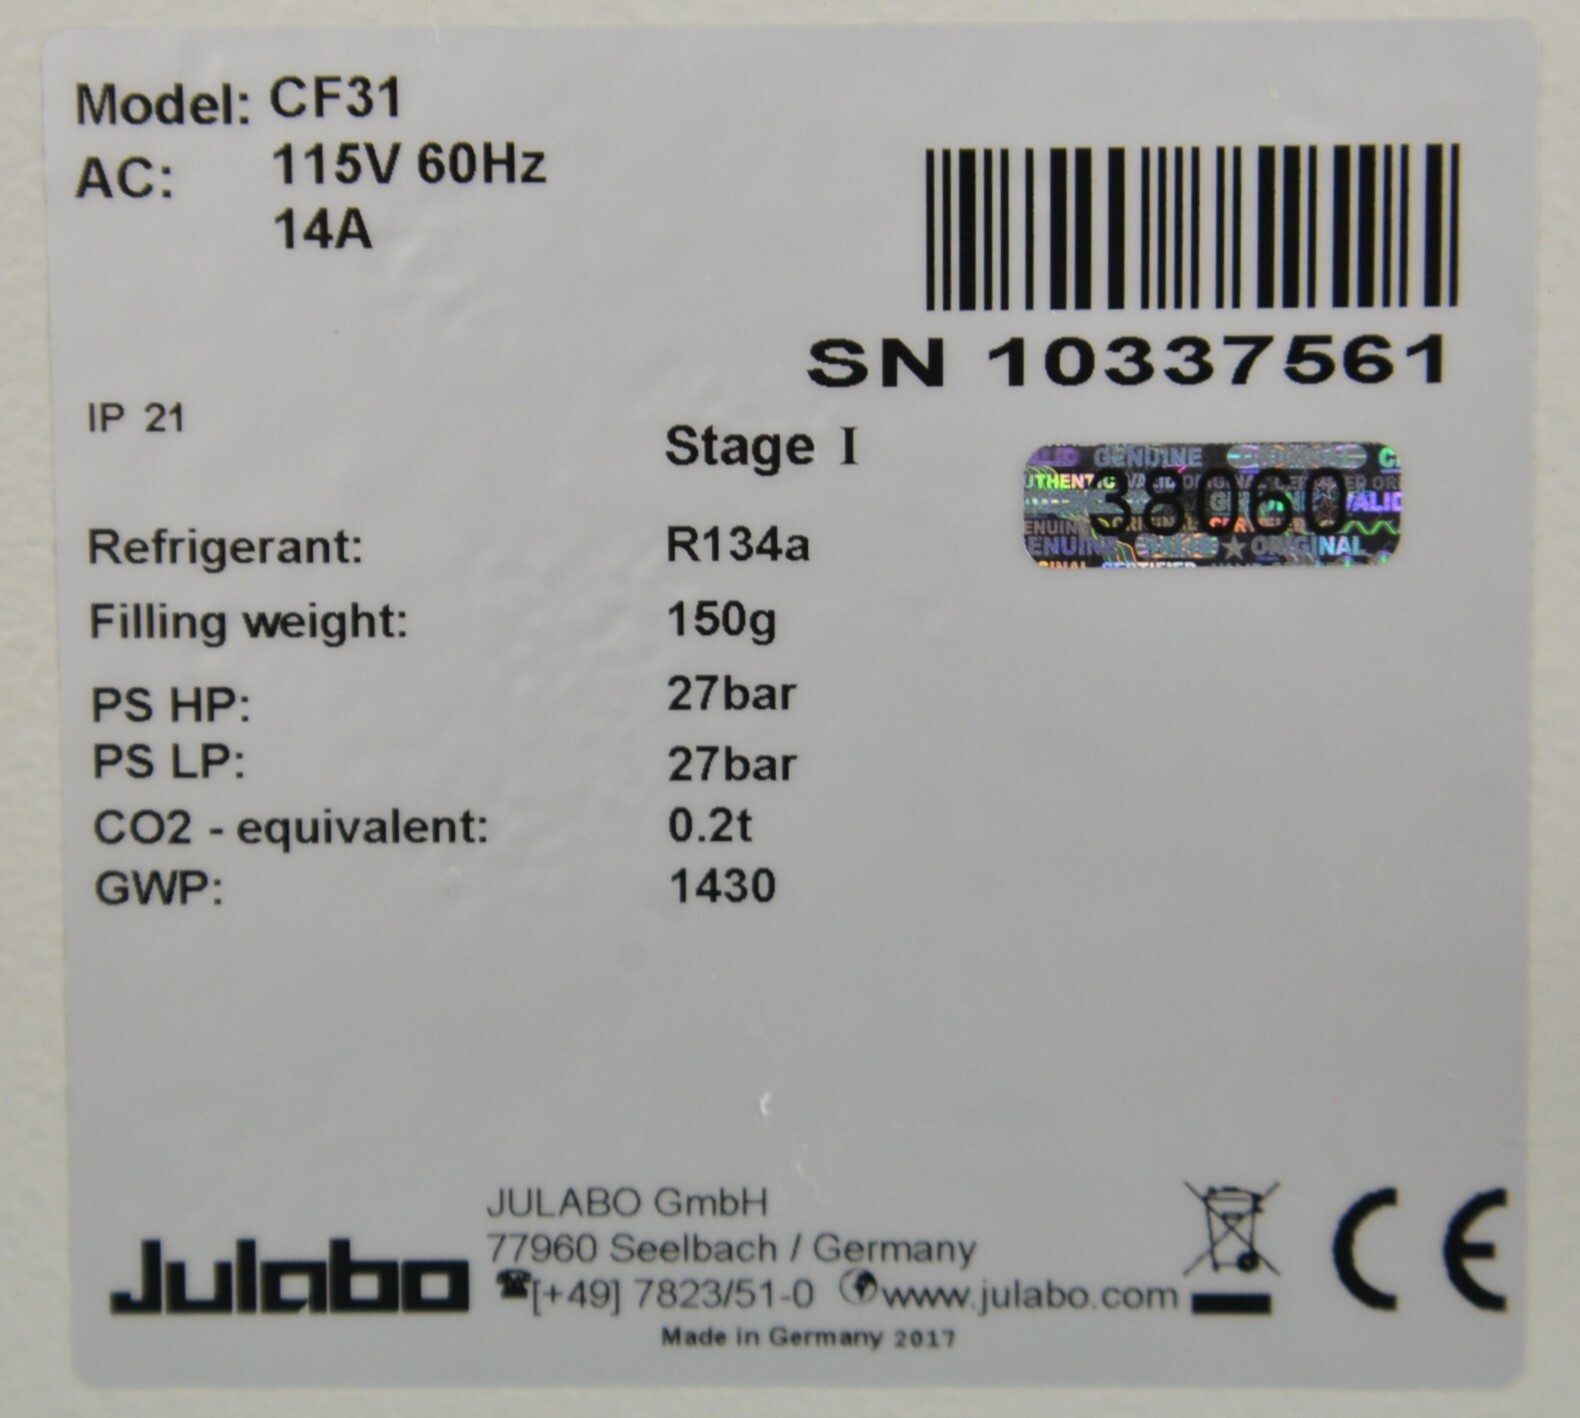 Model: CF31
AC: 115V 60Hz
14A
SN 10337561
IP 21
Stage I
38060
Refrigerant: R134a
Filling weight: 150g
PS HP: 27bar
PS LP: 27bar
CO2 - equivalent: 0.2t
GWP: 1430
Julabo
JULABO GmbH
77960 Seelbach / Germany
☎[+49] 7823/51-0 www.julabo.com
Made in Germany 2017
CE